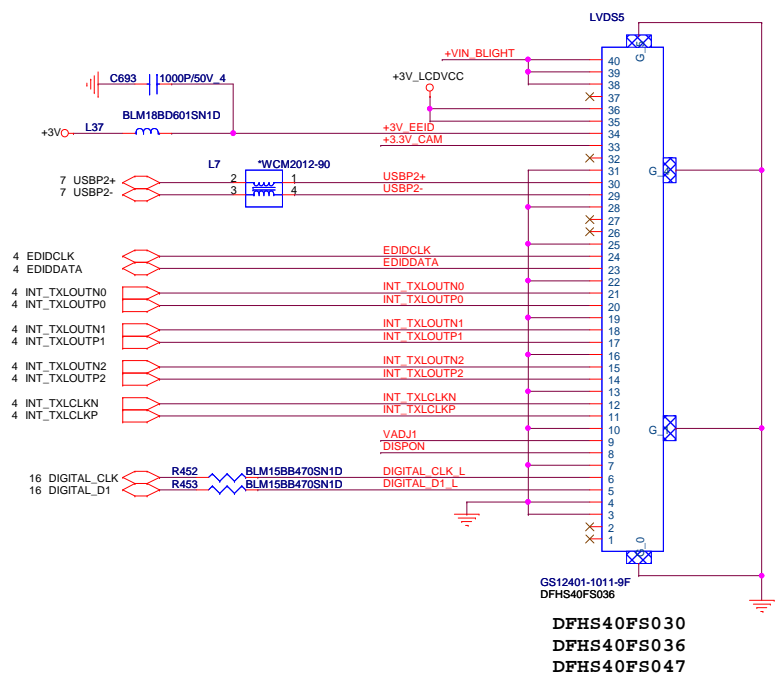 LVDS5
G_5
+VIN_BLIGHT
40
39
C693 1000P/50V_4
+3V_LCDVCC
38
37
36
BLM18BD601SN1D
35
+3V L37 +3V_EEID 34
+3.3V_CAM 33
32
L7 *WCM2012-90
31
G_
7 USBP2+ 2 1 USBP2+ 30
7 USBP2- 3 4 USBP2- 29
28
27
26
25
4 EDIDCLK EDIDCLK 24
4 EDIDDATA EDIDDATA 23
22
4 INT_TXLOUTN0 INT_TXLOUTN0 21
4 INT_TXLOUTP0 INT_TXLOUTP0 20
19
4 INT_TXLOUTN1 INT_TXLOUTN1 18
4 INT_TXLOUTP1 INT_TXLOUTP1 17
16
4 INT_TXLOUTN2 INT_TXLOUTN2 15
4 INT_TXLOUTP2 INT_TXLOUTP2 14
13
4 INT_TXLCLKN INT_TXLCLKN 12
4 INT_TXLCLKP INT_TXLCLKP 11
10
G_
VADJ1 9
DISPON 8
7
16 DIGITAL_CLK R452 BLM15BB470SN1D DIGITAL_CLK_L 6
16 DIGITAL_D1 R453 BLM15BB470SN1D DIGITAL_D1_L 5
4
3
2
1
G_0
GS12401-1011-9F
DFHS40FS036
DFHS40FS030
DFHS40FS036
DFHS40FS047